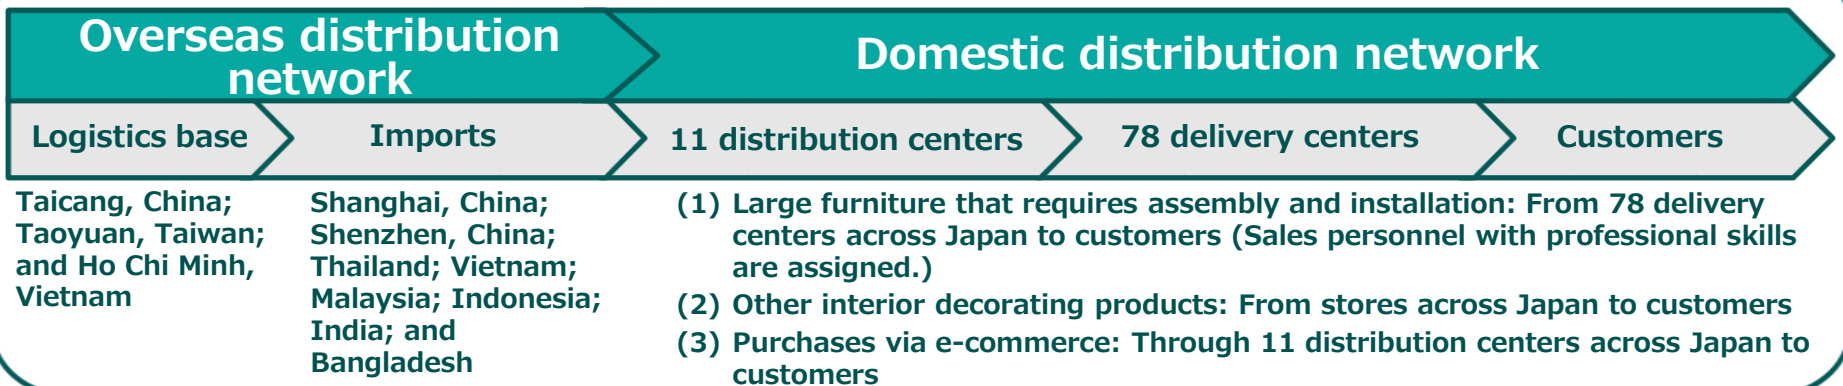 Overseas distribution
network
Domestic distribution network
Logistics base
Imports
11 distribution centers
78 delivery centers
Customers
Taicang, China;
Taoyuan, Taiwan;
and Ho Chi Minh,
Vietnam
Shanghai, China;
Shenzhen, China;
Thailand; Vietnam;
Malaysia; Indonesia;
India; and
Bangladesh
(1) Large furniture that requires assembly and installation: From 78 delivery
centers across Japan to customers (Sales personnel with professional skills
are assigned.)
(2) Other interior decorating products: From stores across Japan to customers
(3) Purchases via e-commerce: Through 11 distribution centers across Japan to
customers